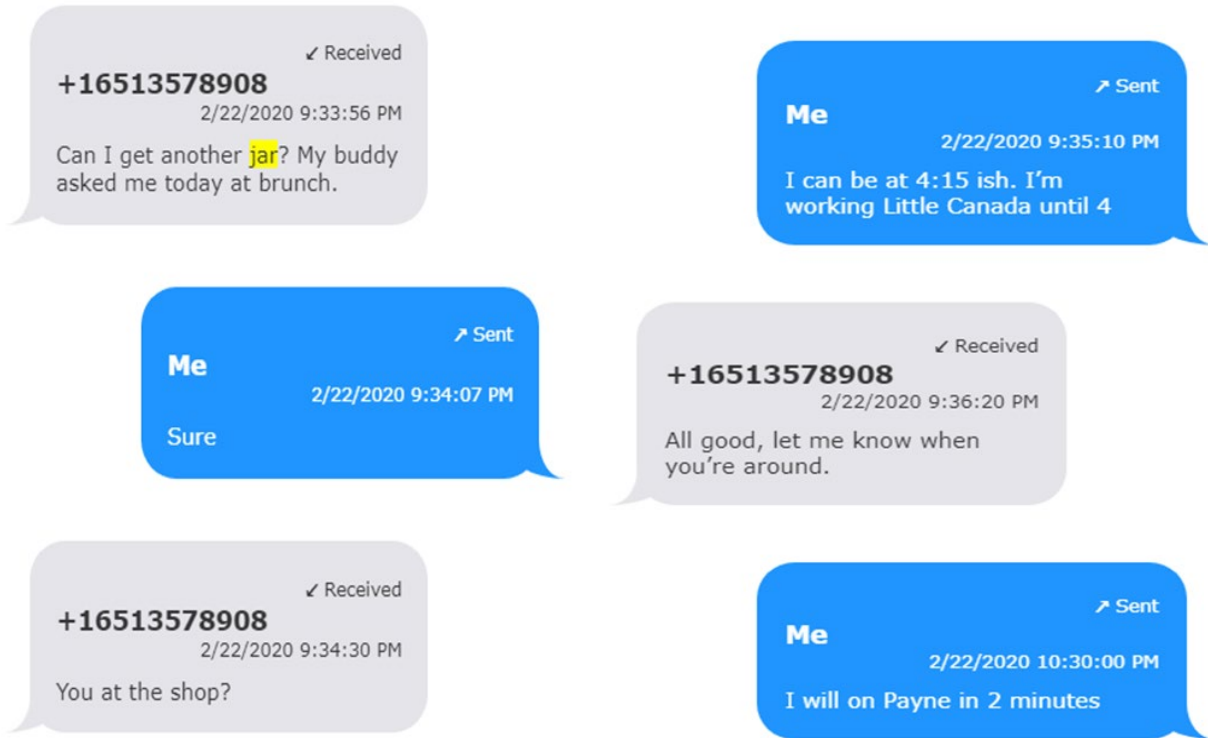 ↙ Received
+16513578908
2/22/2020 9:33:56 PM
Can I get another jar? My buddy
asked me today at brunch.
↗ Sent
Me
2/22/2020 9:34:07 PM
Sure
↙ Received
+16513578908
2/22/2020 9:34:30 PM
You at the shop?
↗ Sent
Me
2/22/2020 9:35:10 PM
I can be at 4:15 ish. I’m
working Little Canada until 4
↙ Received
+16513578908
2/22/2020 9:36:20 PM
All good, let me know when
you’re around.
↗ Sent
Me
2/22/2020 10:30:00 PM
I will on Payne in 2 minutes